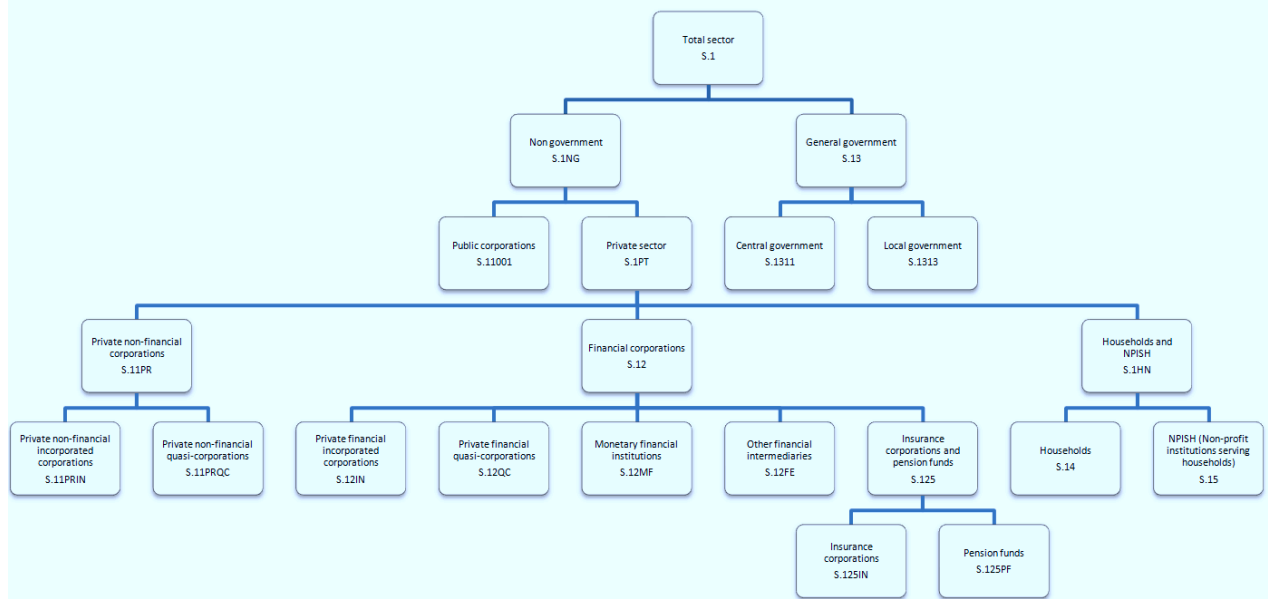 Total sector
S.1
Non government
S.1NG
General government
S.13
Public corporations
S.11001
Private sector
S.1PT
Central government
S.1311
Local government
S.1313
Private non-financial
corporations
S.11PR
Financial corporations
S.12
Households and
NPISH
S.1HN
Private non-financial
incorporated
corporations
S.11PRIN
Private non-financial
quasi-corporations
S.11PRQC
Private financial
incorporated
corporations
S.12IN
Private financial
quasi-corporations
S.12QC
Monetary financial
institutions
S.12MF
Other financial
intermediaries
S.12FE
Insurance
corporations and
pension funds
S.125
Households
S.14
NPISH (Non-profit
institutions serving
households)
S.15
Insurance
corporations
S.125IN
Pension funds
S.125PF